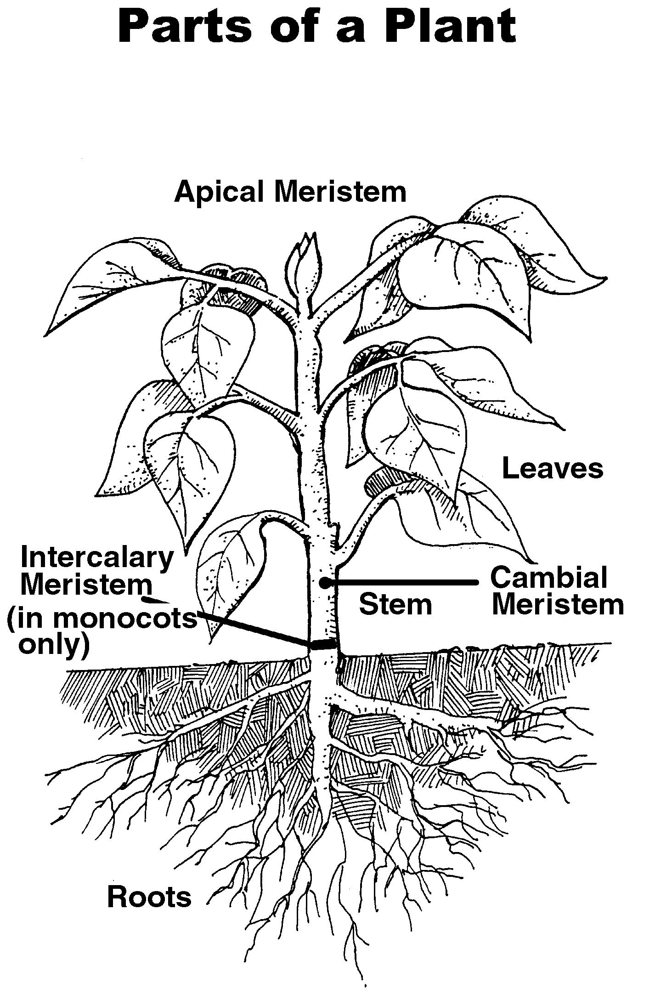 Parts of a Plant
Apical Meristem
Leaves
Intercalary
Meristem
(in monocots
only)
Cambial
Meristem
Stem
Roots